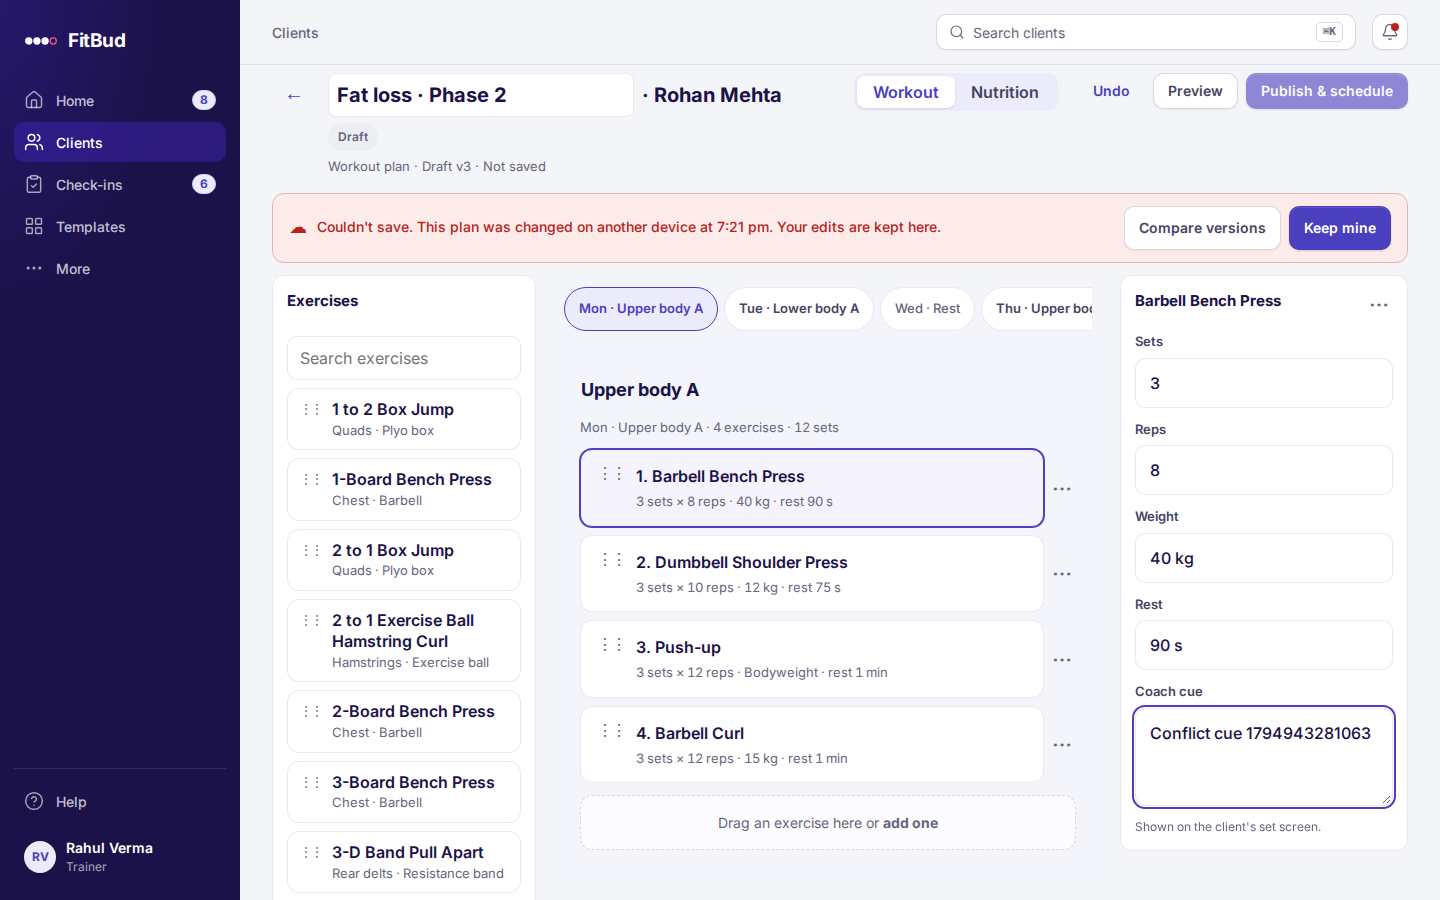 FitBud
Home 8
Clients
Check-ins 6
Templates
More
Help
RV Rahul Verma
Trainer
Clients
Search clients ⌘K
← Fat loss · Phase 2 · Rohan Mehta
Draft
Workout plan · Draft v3 · Not saved
Workout Nutrition Undo Preview Publish & schedule
Couldn't save. This plan was changed on another device at 7:21 pm. Your edits are kept here.
Compare versions Keep mine
Exercises
Search exercises
1 to 2 Box Jump
Quads · Plyo box
1-Board Bench Press
Chest · Barbell
2 to 1 Box Jump
Quads · Plyo box
2 to 1 Exercise Ball
Hamstring Curl
Hamstrings · Exercise ball
2-Board Bench Press
Chest · Barbell
3-Board Bench Press
Chest · Barbell
3-D Band Pull Apart
Rear delts · Resistance band
Mon · Upper body A Tue · Lower body A Wed · Rest Thu · Upper
Upper body A
Mon · Upper body A · 4 exercises · 12 sets
1. Barbell Bench Press
3 sets × 8 reps · 40 kg · rest 90 s
2. Dumbbell Shoulder Press
3 sets × 10 reps · 12 kg · rest 75 s
3. Push-up
3 sets × 12 reps · Bodyweight · rest 1 min
4. Barbell Curl
3 sets × 12 reps · 15 kg · rest 1 min
Drag an exercise here or add one
Barbell Bench Press
Sets
3
Reps
8
Weight
40 kg
Rest
90 s
Coach cue
Conflict cue 1794943281063
Shown on the client's set screen.